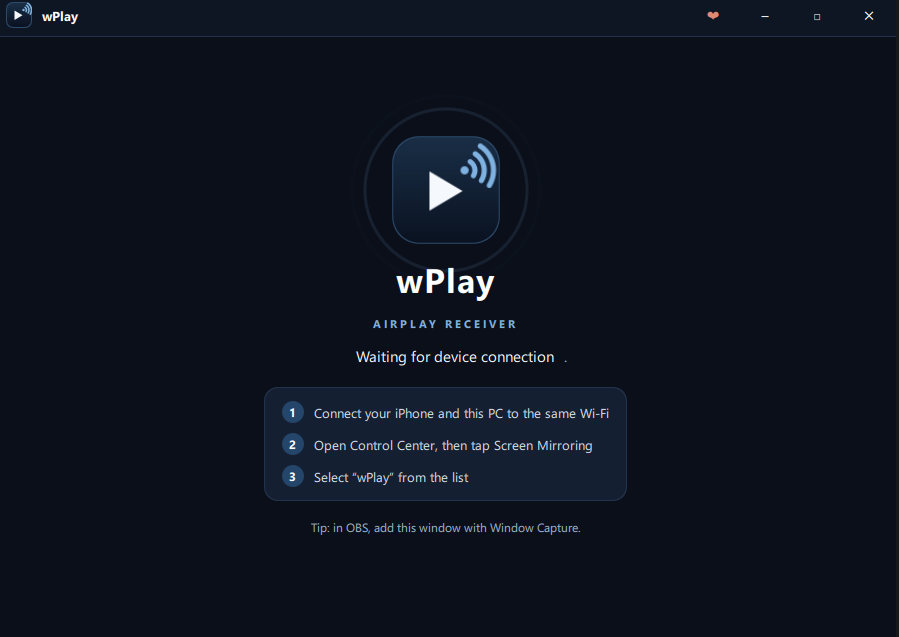 wPlay
wPlay
AIRPLAY RECEIVER
Waiting for device connection .
1 Connect your iPhone and this PC to the same Wi-Fi
2 Open Control Center, then tap Screen Mirroring
3 Select “wPlay” from the list
Tip: in OBS, add this window with Window Capture.